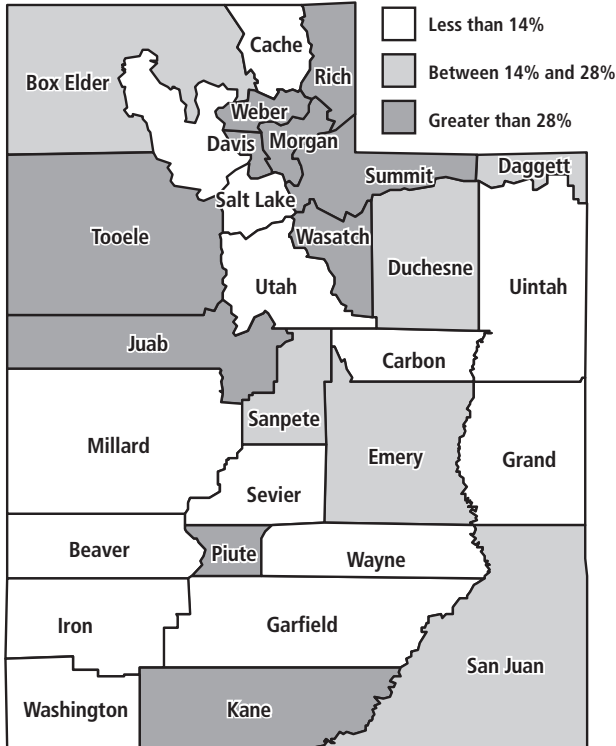 Less than 14%
Between 14% and 28%
Greater than 28%
Cache
Rich
Box Elder
Weber
Davis
Morgan
Summit
Daggett
Salt Lake
Tooele
Wasatch
Duchesne
Utah
Uintah
Juab
Carbon
Sanpete
Millard
Emery
Grand
Sevier
Beaver
Piute
Wayne
Iron
Garfield
San Juan
Washington
Kane